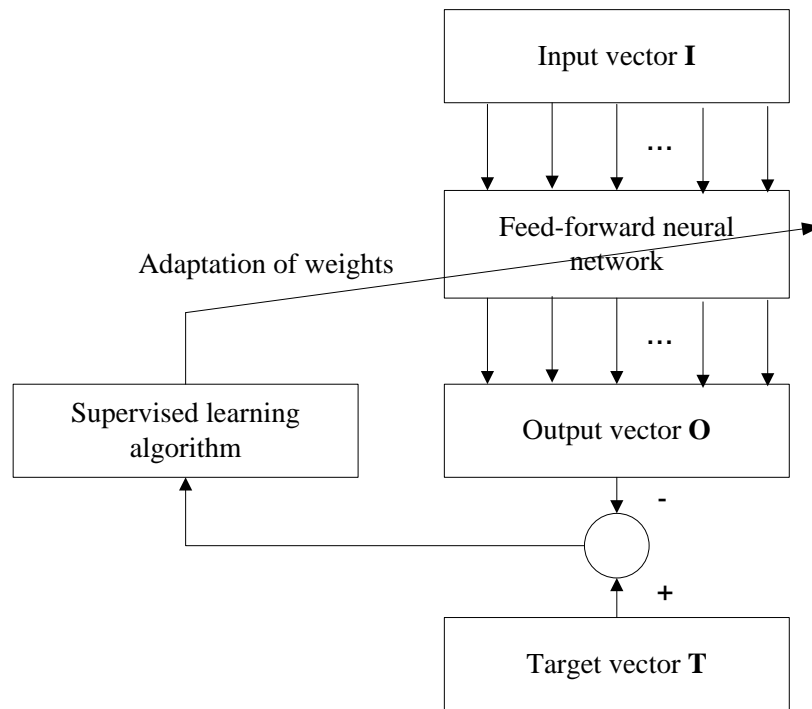 Input vector I
...
Feed-forward neural
network
Adaptation of weights
...
Supervised learning
algorithm
Output vector O
-
+
Target vector T